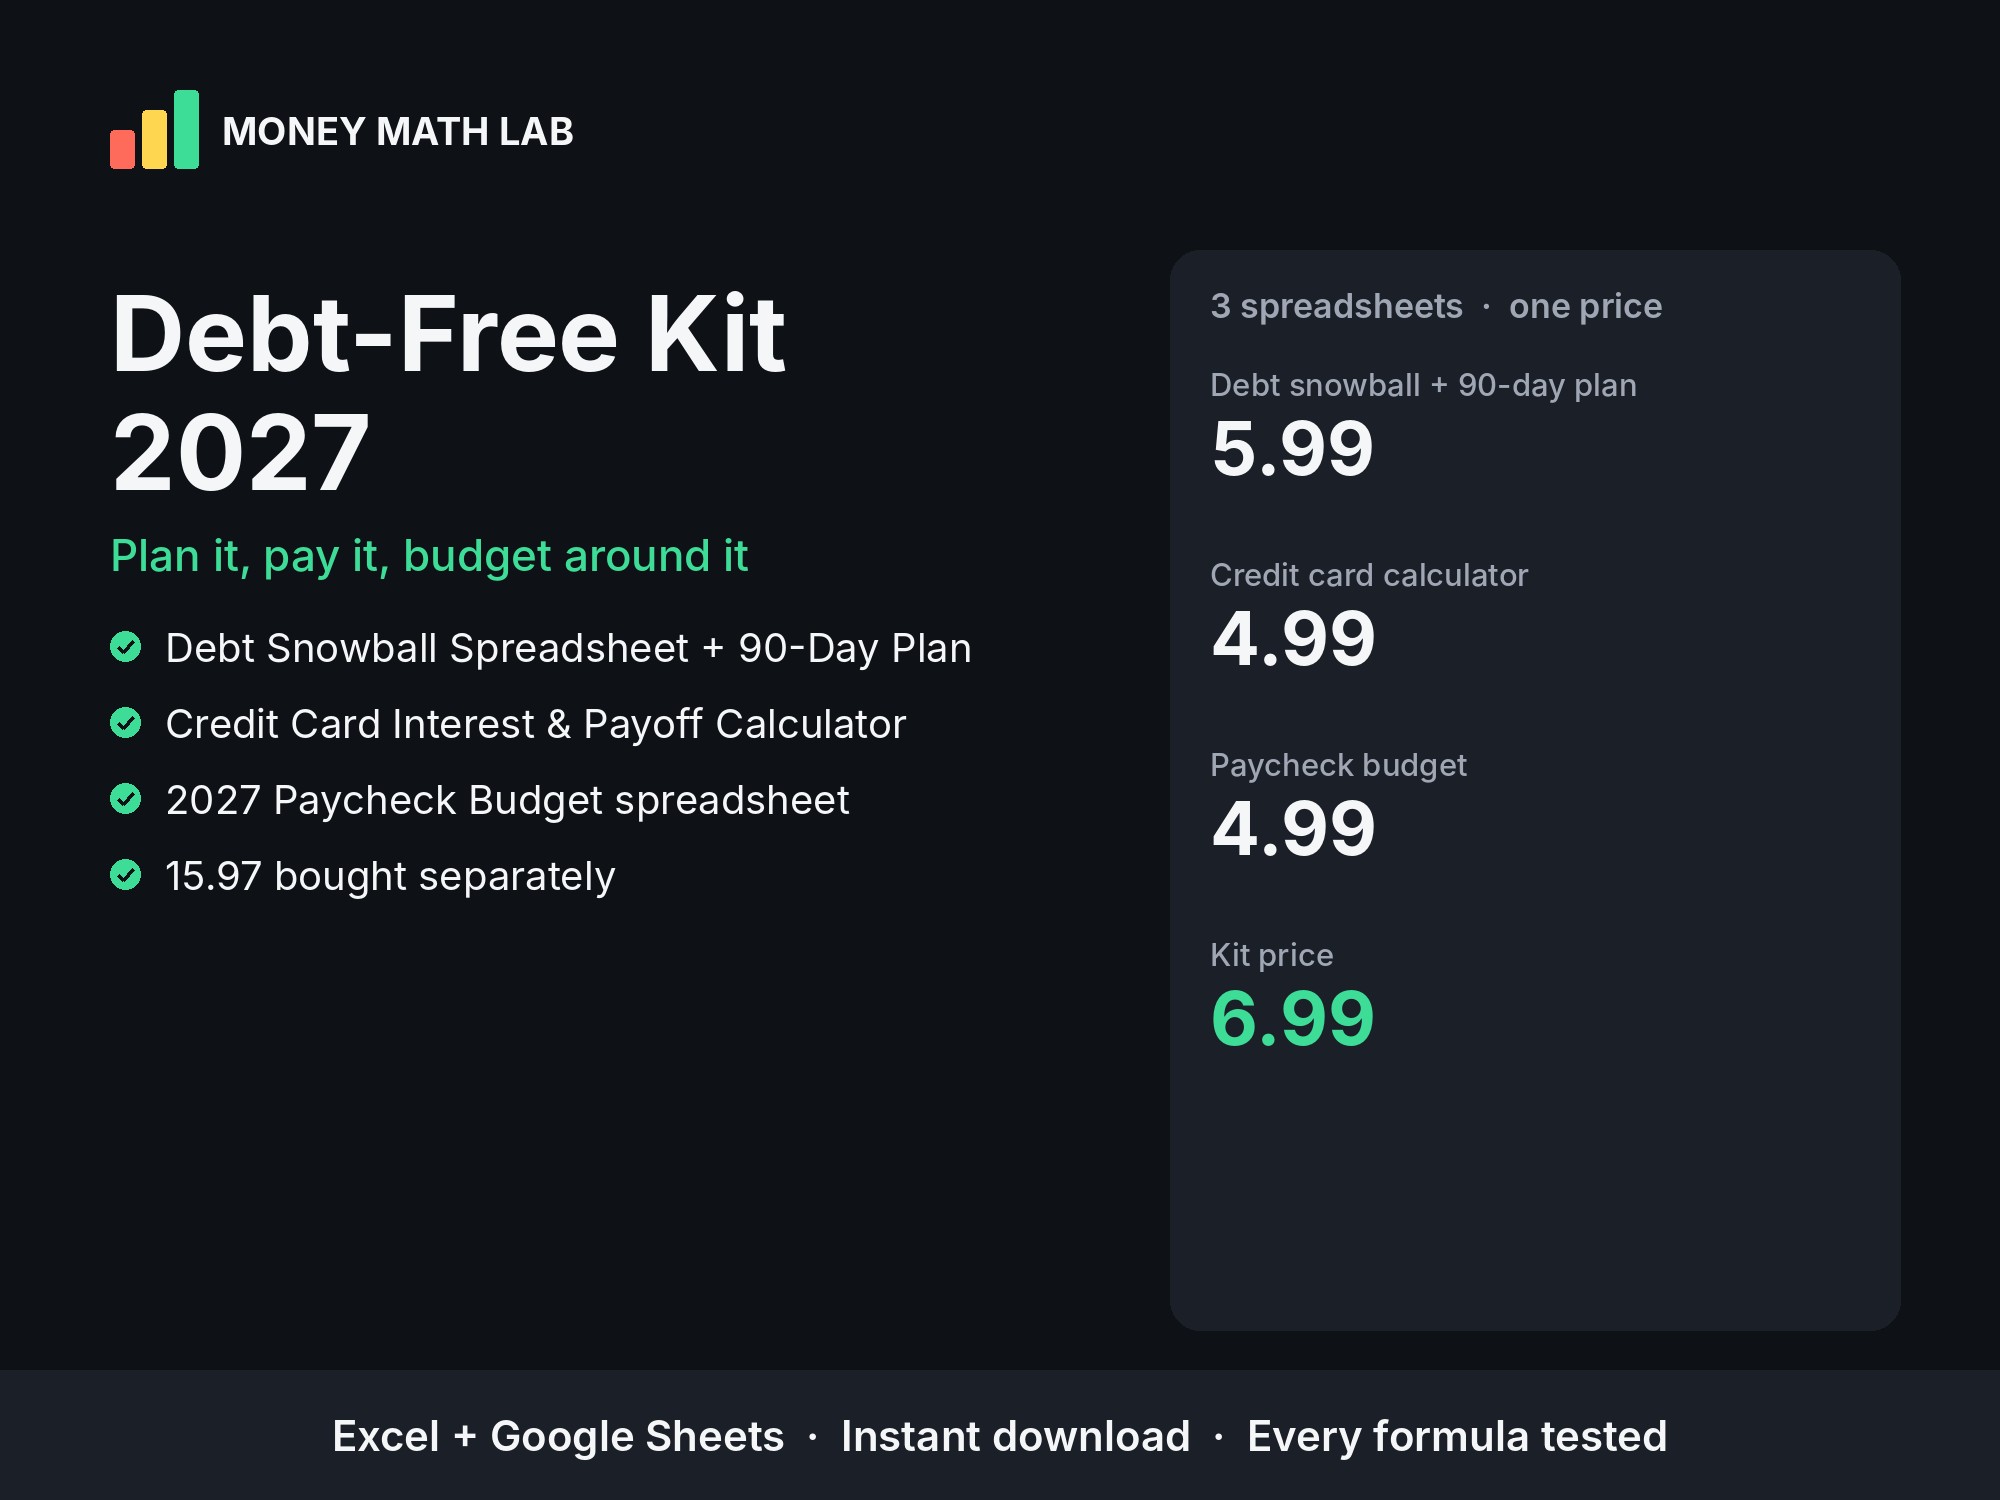 MONEY MATH LAB
Debt-Free Kit
2027
Plan it, pay it, budget around it
Debt Snowball Spreadsheet + 90-Day Plan
Credit Card Interest & Payoff Calculator
2027 Paycheck Budget spreadsheet
15.97 bought separately
3 spreadsheets · one price
Debt snowball + 90-day plan
5.99
Credit card calculator
4.99
Paycheck budget
4.99
Kit price
6.99
Excel + Google Sheets · Instant download · Every formula tested